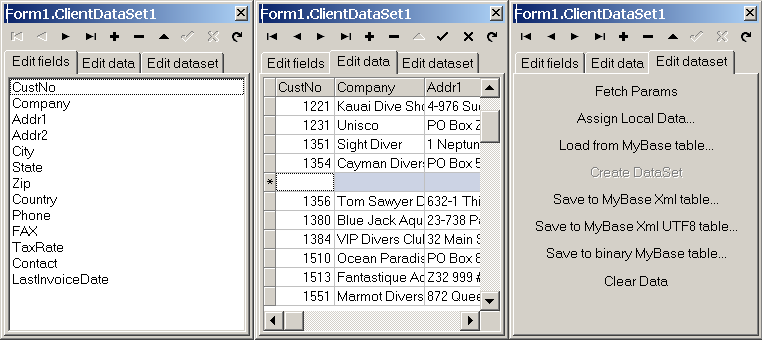 Form1.ClientDataSet1
Edit fields Edit data Edit dataset
CustNo
Company
Addr1
Addr2
City
State
Zip
Country
Phone
FAX
TaxRate
Contact
LastInvoiceDate
Form1.ClientDataSet1
Edit fields Edit data Edit dataset
CustNo Company Addr1
1221 Kauai Dive Sho 4-976 Sug
1231 Unisco PO Box Z
1351 Sight Diver 1 Neptun
1354 Cayman Divers PO Box 5
*
1356 Tom Sawyer D 632-1 Thi
1380 Blue Jack Aqu 23-738 Pa
1384 VIP Divers Club 32 Main S
1510 Ocean Paradis PO Box 8
1513 Fantastique Aq Z32 999 #
1551 Marmot Divers 872 Quee
Form1.ClientDataSet1
Edit fields Edit data Edit dataset
Fetch Params
Assign Local Data...
Load from MyBase table...
Create DataSet
Save to MyBase Xml table...
Save to MyBase Xml UTF8 table...
Save to binary MyBase table...
Clear Data